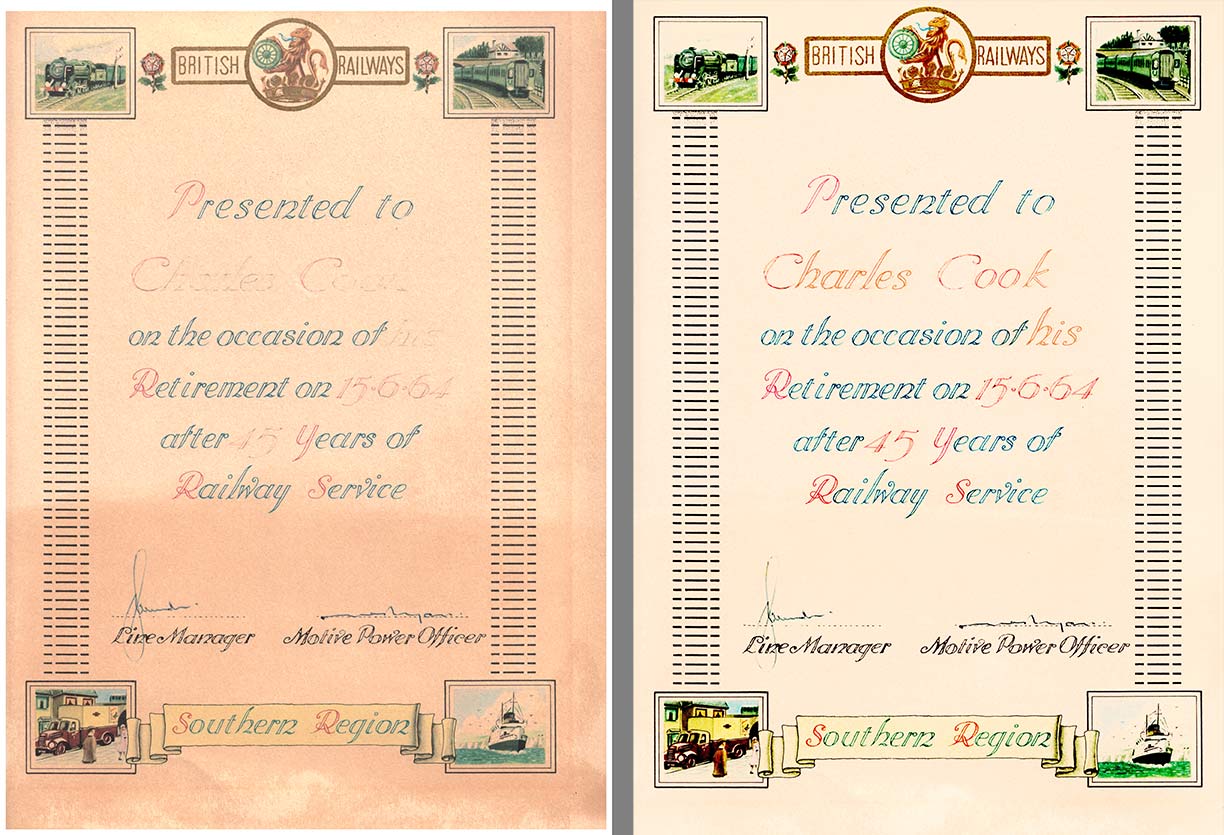 BRITISH RAILWAYS
Presented to
Charles Cook
on the occasion of his
Retirement on 15·6·64
after 45 Years of
Railway Service
Line Manager Motive Power Officer
Southern Region
BRITISH RAILWAYS
Presented to
Charles Cook
on the occasion of his
Retirement on 15·6·64
after 45 Years of
Railway Service
Line Manager Motive Power Officer
Southern Region